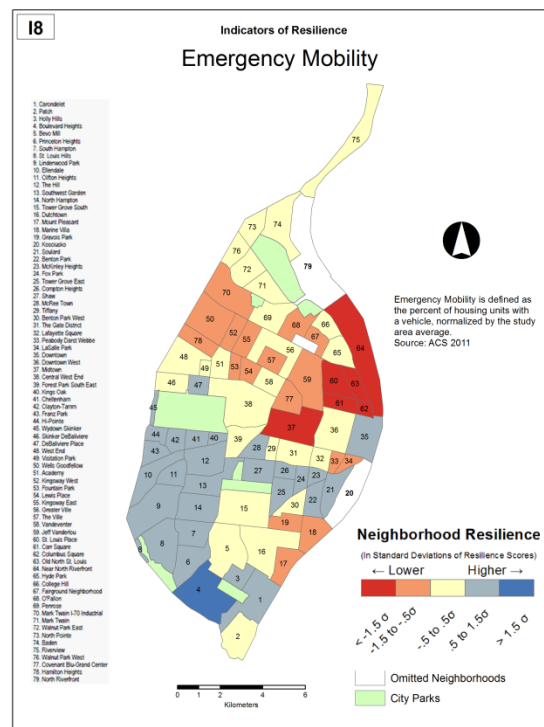 I8
Indicators of Resilience
Emergency Mobility
1. Carondelet
2. Patch
3. Holly Hills
4. Boulevard Heights
5. Bevo Mill
6. Princeton Heights
7. South Hampton
8. St. Louis Hills
9. Lindenwood Park
10. Ellendale
11. Clifton Heights
12. The Hill
13. Southwest Garden
14. North Hampton
15. Tower Grove South
16. Dutchtown
17. Mount Pleasant
18. Marine Villa
19. Gravois Park
20. Kosciusko
21. Soulard
22. Benton Park
23. McKinley Heights
24. Fox Park
25. Tower Grove East
26. Compton Heights
27. Shaw
28. McRee Town
29. Tiffany
30. Benton Park West
31. The Gate District
32. Lafayette Square
33. Peabody Darst Webbe
34. LaSalle Park
35. Downtown
36. Downtown West
37. Midtown
38. Central West End
39. Forest Park South East
40. Kings Oak
41. Cheltenham
42. Clayton-Tamm
43. Franz Park
44. Hi-Pointe
45. Wydown Skinker
46. Skinker DeBaliviere
47. DeBaliviere Place
48. West End
49. Visitation Park
50. Wells Goodfellow
51. Academy
52. Kingsway West
53. Fountain Park
54. Lewis Place
55. Kingsway East
56. Greater Ville
57. The Ville
58. Vandeventer
59. Jeff Vanderlou
60. St. Louis Place
61. Carr Square
62. Columbus Square
63. Old North St. Louis
64. Near North Riverfront
65. Hyde Park
66. College Hill
67. Fairground Neighborhood
68. O'Fallon
69. Penrose
70. Mark Twain I-70 Industrial
71. Mark Twain
72. Walnut Park East
73. North Pointe
74. Baden
75. Riverview
76. Walnut Park West
77. Covenant Blu-Grand Center
78. Hamilton Heights
79. North Riverfront
75
74
73
76
79
72
71
70
69
68
66
67
64
50
52
55
56
65
78
57
48
51
53
54
59
49
60
63
58
46
47
77
61
62
45
38
37
36
35
44
42
41
40
39
43
28
29
31
32
33
34
12
10
11
27
26
24
23
21
20
13
25
22
9
14
15
30
19
18
7
5
16
8
6
17
3
4
1
2
Emergency Mobility is defined as
the percent of housing units with
a vehicle, normalized by the study
area average.
Source: ACS 2011
Neighborhood Resilience
(In Standard Deviations of Resilience Scores)
← Lower Higher →
< -1.5 σ
-1.5 to -.5σ
-.5 to .5σ
.5 to 1.5σ
> 1.5 σ
Omitted Neighborhoods
City Parks
0 1 2 4 6
Kilometers